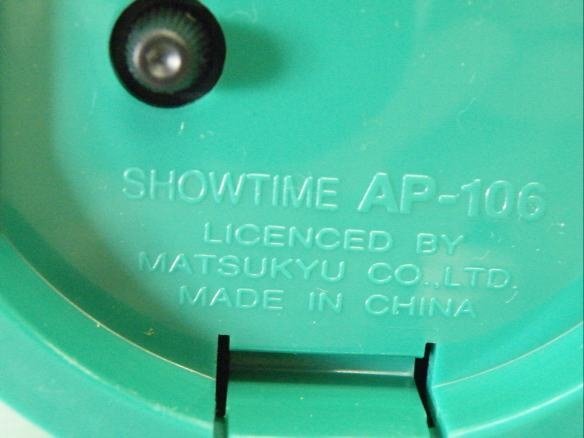 SHOWTIME AP-106
LICENCED BY
MATSUKYU CO.,LTD.
MADE IN CHINA